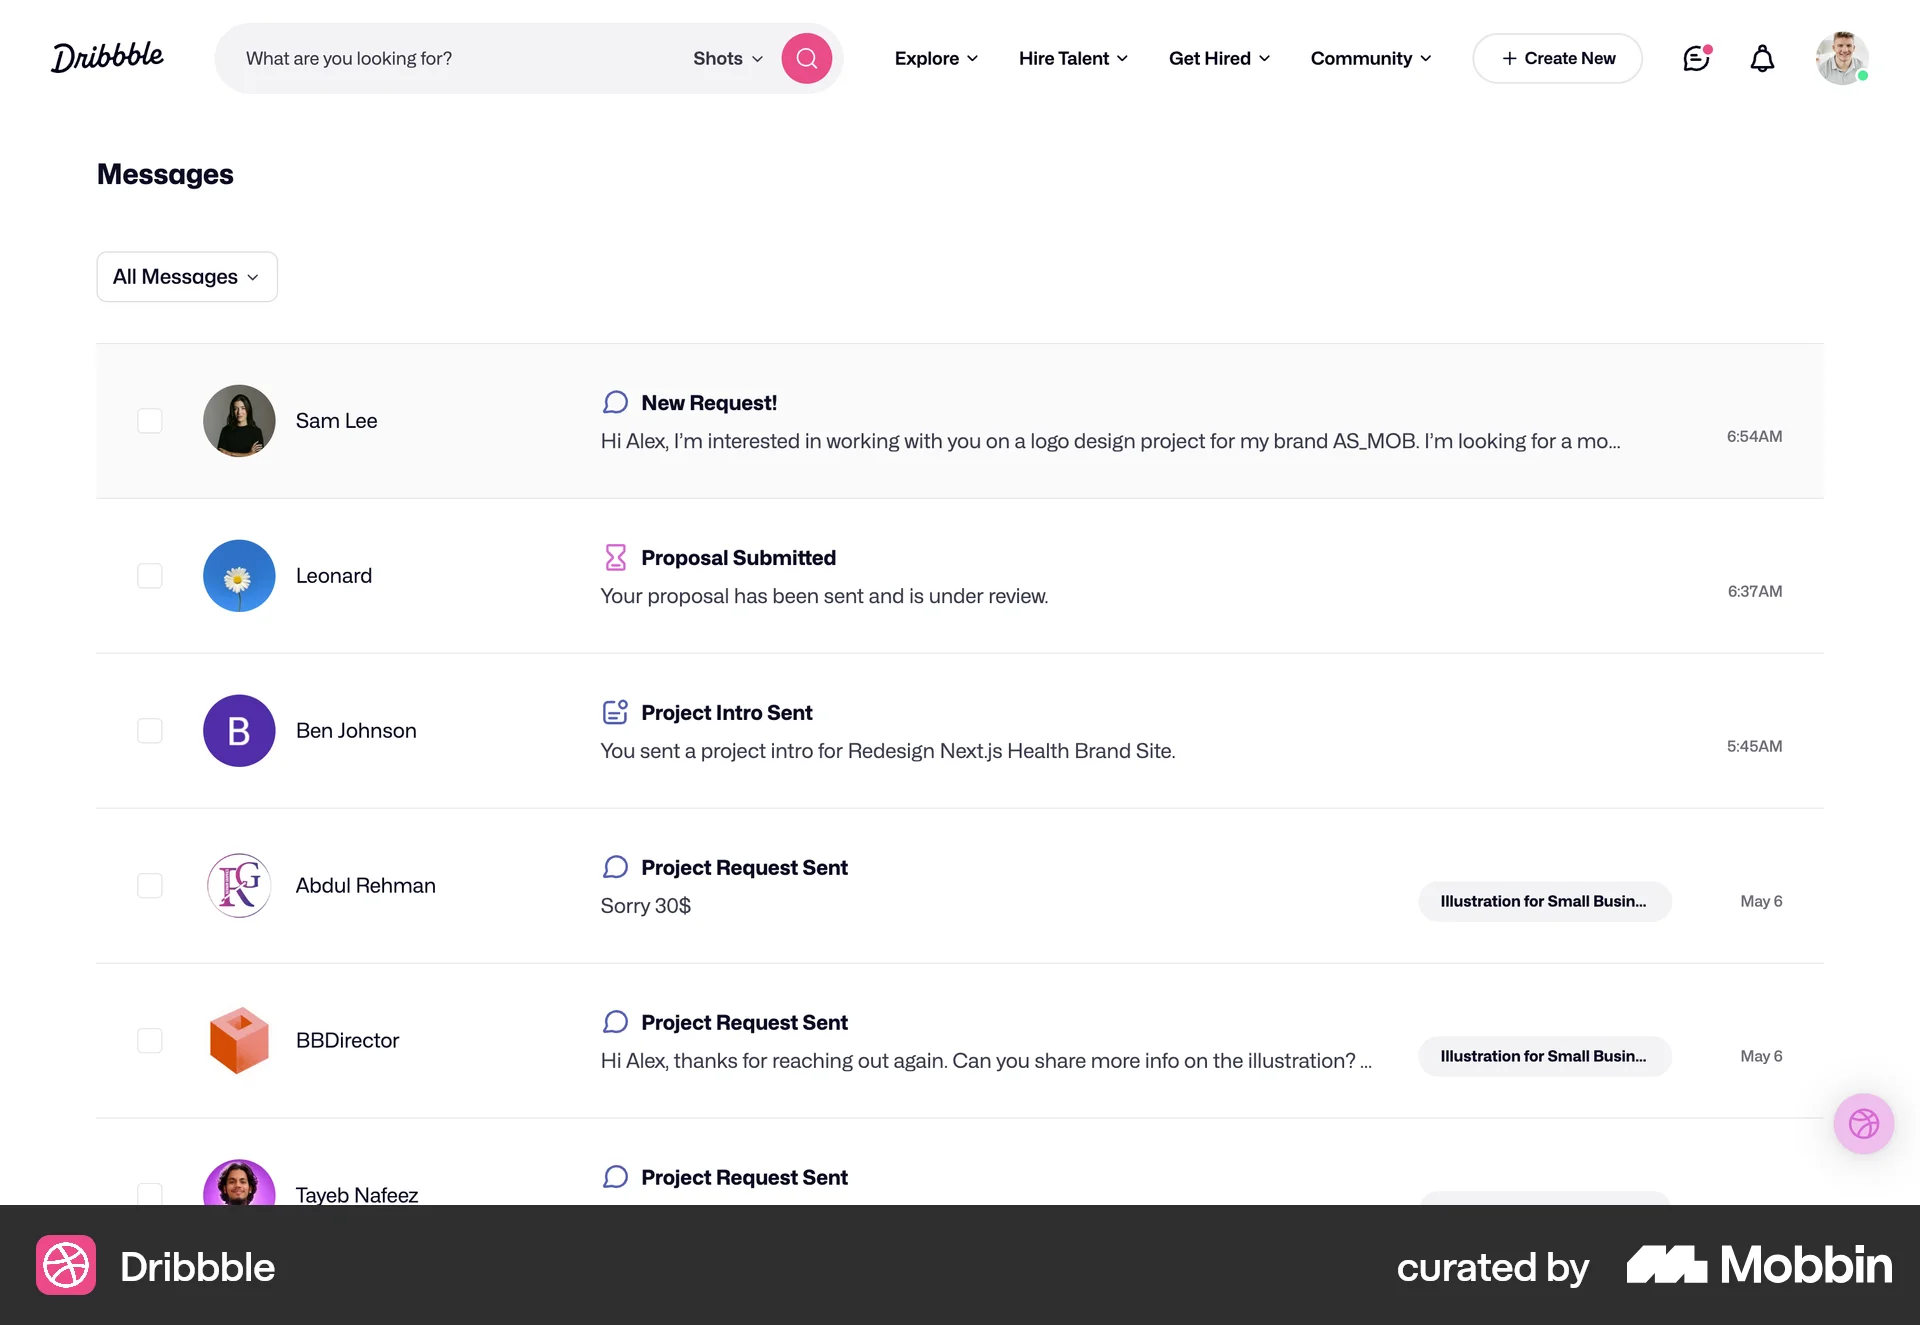 Dribbble
What are you looking for?
Shots
Explore
Hire Talent
Get Hired
Community
+ Create New
Messages
All Messages
Sam Lee
New Request!
Hi Alex, I'm interested in working with you on a logo design project for my brand AS_MOB. I'm looking for a mo...
6:54AM
Leonard
Proposal Submitted
Your proposal has been sent and is under review.
6:37AM
B
Ben Johnson
Project Intro Sent
You sent a project intro for Redesign Next.js Health Brand Site.
5:45AM
RG
Abdul Rehman
Project Request Sent
Sorry 30$
Illustration for Small Busin...
May 6
BBDirector
Project Request Sent
Hi Alex, thanks for reaching out again. Can you share more info on the illustration? ...
Illustration for Small Busin...
May 6
Tayeb Nafeez
Project Request Sent
Dribbble
curated by
Mobbin